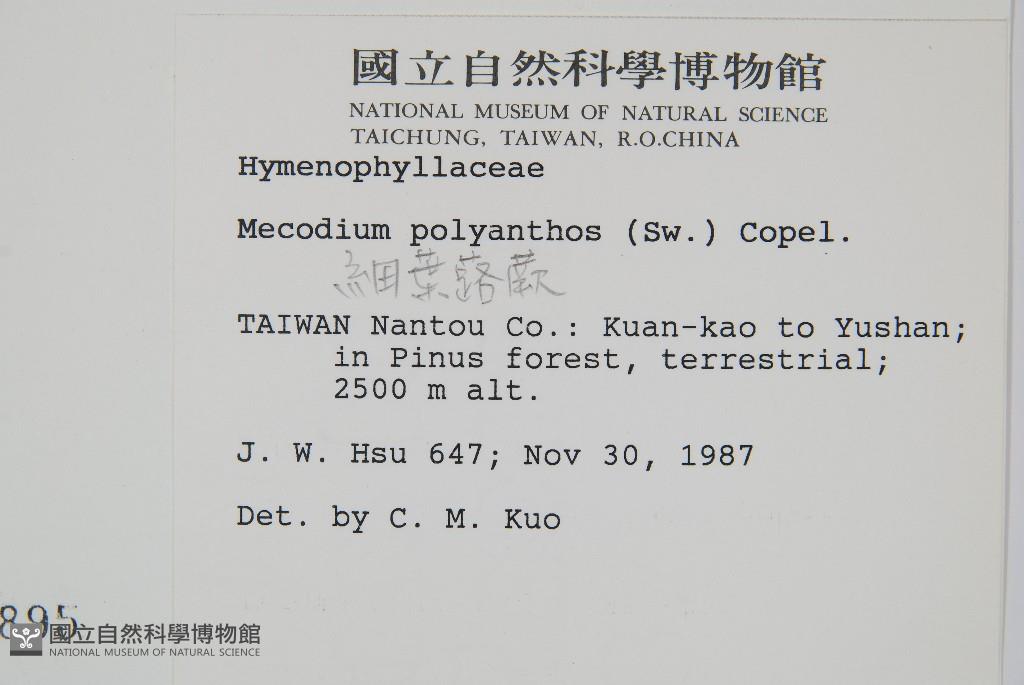 國立自然科學博物館
NATIONAL MUSEUM OF NATURAL SCIENCE
TAICHUNG, TAIWAN, R.O.CHINA
Hymenophyllaceae
Mecodium polyanthos (Sw.) Copel.
細葉蕗蕨
TAIWAN Nantou Co.: Kuan-kao to Yushan;
in Pinus forest, terrestrial;
2500 m alt.
J. W. Hsu 647; Nov 30, 1987
Det. by C. M. Kuo
895
國立自然科學博物館
NATIONAL MUSEUM OF NATURAL SCIENCE